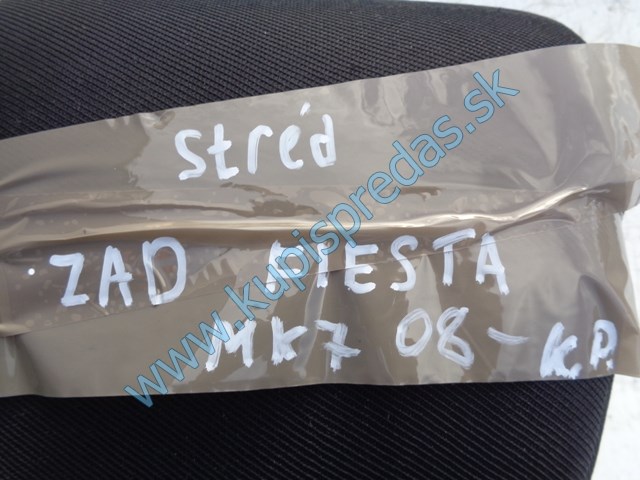 stréd
ZAD FIESTA
MK7 08- K.P.
www.kupispredas.sk